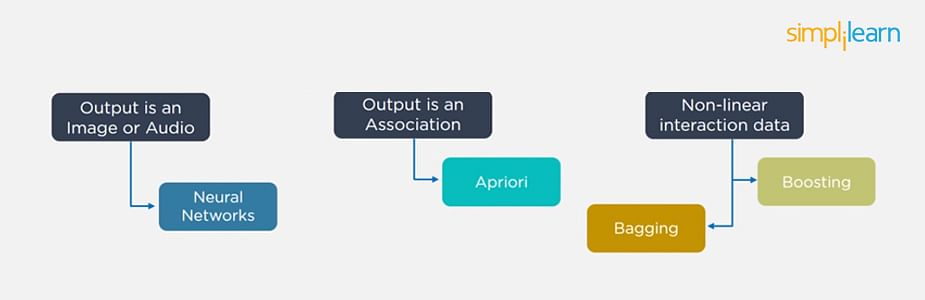 simplilearn
Output is an
Image or Audio
Neural
Networks
Output is an
Association
Apriori
Non-linear
interaction data
Boosting
Bagging